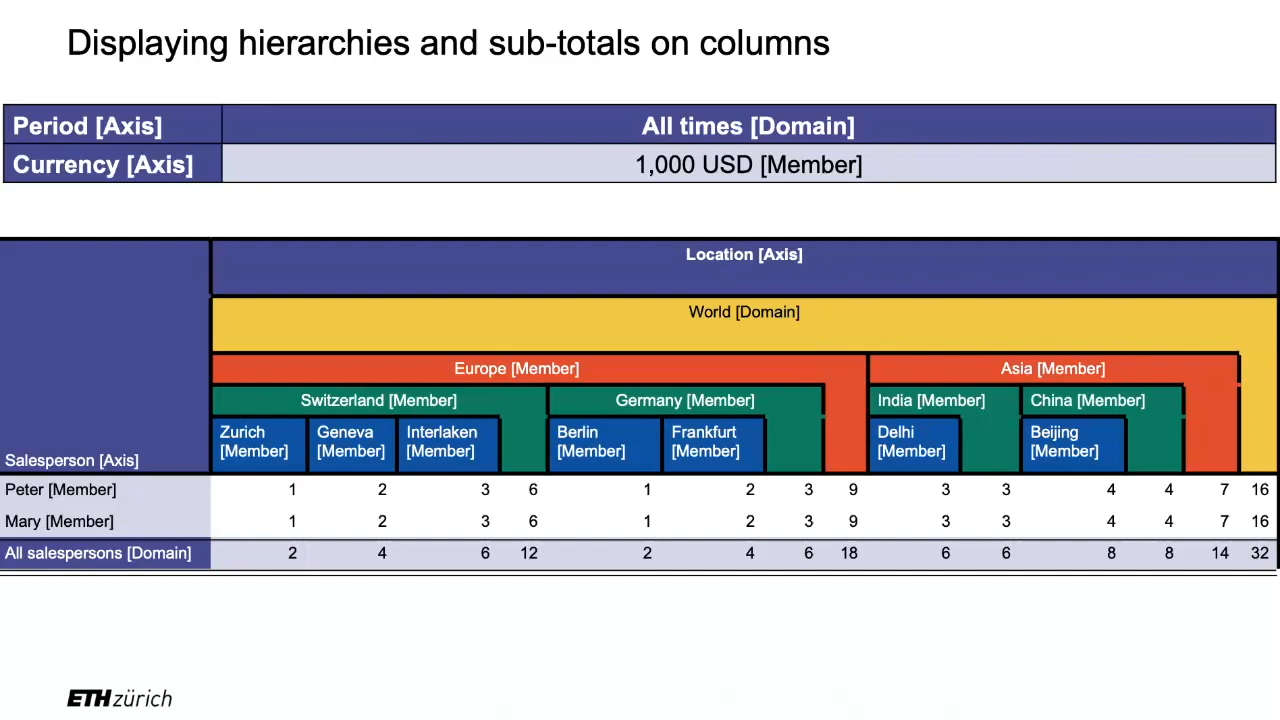 Displaying hierarchies and sub-totals on columns
Period [Axis] All times [Domain]
Currency [Axis] 1,000 USD [Member]
Location [Axis]
World [Domain]
Europe [Member] Asia [Member]
Switzerland [Member] Germany [Member] India [Member] China [Member]
Zurich Geneva Interlaken Berlin Frankfurt Delhi Beijing
[Member] [Member] [Member] [Member] [Member] [Member] [Member]
Salesperson [Axis]
Peter [Member] 1 2 3 6 1 2 3 9 3 3 4 4 7 16
Mary [Member] 1 2 3 6 1 2 3 9 3 3 4 4 7 16
All salespersons [Domain] 2 4 6 12 2 4 6 18 6 6 8 8 14 32
ETH zürich